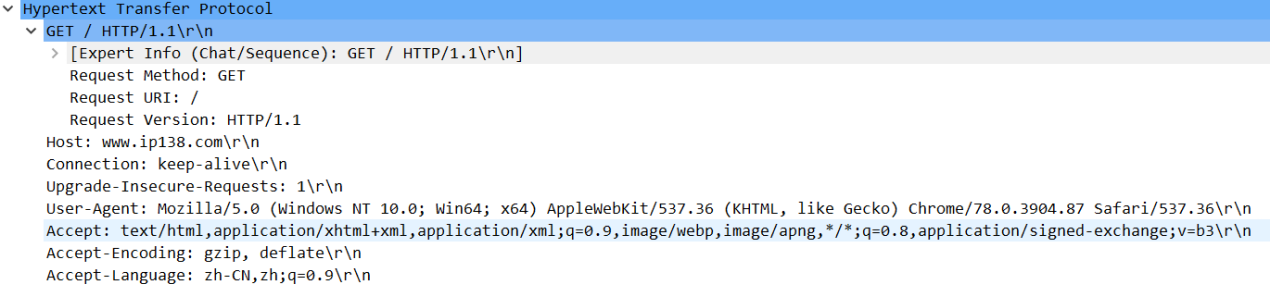 Hypertext Transfer Protocol
GET / HTTP/1.1\r\n
[Expert Info (Chat/Sequence): GET / HTTP/1.1\r\n]
Request Method: GET
Request URI: /
Request Version: HTTP/1.1
Host: www.ip138.com\r\n
Connection: keep-alive\r\n
Upgrade-Insecure-Requests: 1\r\n
User-Agent: Mozilla/5.0 (Windows NT 10.0; Win64; x64) AppleWebKit/537.36 (KHTML, like Gecko) Chrome/78.0.3904.87 Safari/537.36\r\n
Accept: text/html,application/xhtml+xml,application/xml;q=0.9,image/webp,image/apng,*/*;q=0.8,application/signed-exchange;v=b3\r\n
Accept-Encoding: gzip, deflate\r\n
Accept-Language: zh-CN,zh;q=0.9\r\n